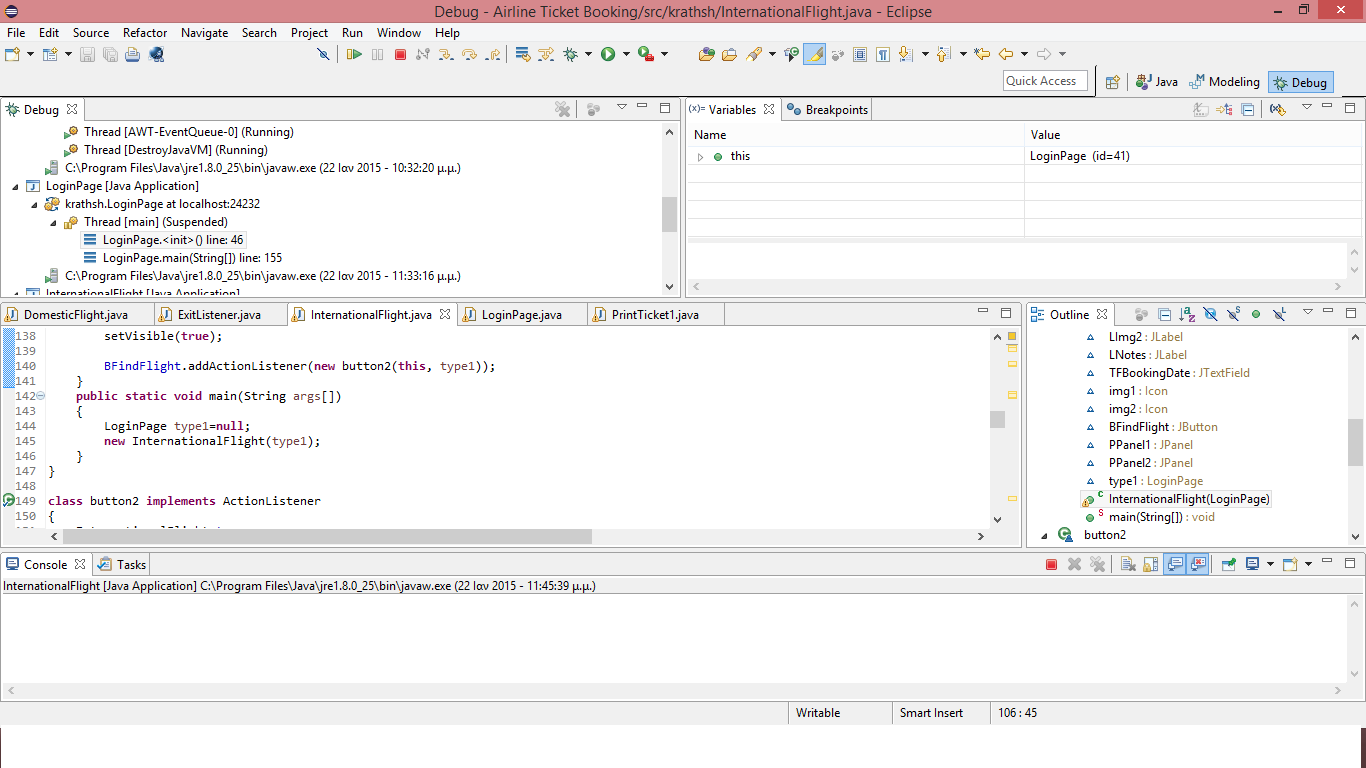 Debug - Airline Ticket Booking/src/krathsh/InternationalFlight.java - Eclipse
File Edit Source Refactor Navigate Search Project Run Window Help
Quick Access
Java
Modeling
Debug
Debug
Thread [AWT-EventQueue-0] (Running)
Thread [DestroyJavaVM] (Running)
C:\Program Files\Java\jre1.8.0_25\bin\javaw.exe (22 Ιαν 2015 - 10:32:20 μ.μ.)
LoginPage [Java Application]
krathsh.LoginPage at localhost:24232
Thread [main] (Suspended)
LoginPage.<init>() line: 46
LoginPage.main(String[]) line: 155
C:\Program Files\Java\jre1.8.0_25\bin\javaw.exe (22 Ιαν 2015 - 11:33:16 μ.μ.)
InternationalFlight [Java Application]
(x)= Variables
Breakpoints
Name Value
this LoginPage (id=41)
DomesticFlight.java
ExitListener.java
InternationalFlight.java
LoginPage.java
PrintTicket1.java
138 setVisible(true);
139
140 BFindFlight.addActionListener(new button2(this, type1));
141 }
142 public static void main(String args[])
143 {
144 LoginPage type1=null;
145 new InternationalFlight(type1);
146 }
147 }
148
149 class button2 implements ActionListener
150 {
Outline
LImg2 : JLabel
LNotes : JLabel
TFBookingDate : JTextField
img1 : Icon
img2 : Icon
BFindFlight : JButton
PPanel1 : JPanel
PPanel2 : JPanel
type1 : LoginPage
InternationalFlight(LoginPage)
main(String[]) : void
button2
Console
Tasks
InternationalFlight [Java Application] C:\Program Files\Java\jre1.8.0_25\bin\javaw.exe (22 Ιαν 2015 - 11:45:39 μ.μ.)
Writable
Smart Insert
106 : 45